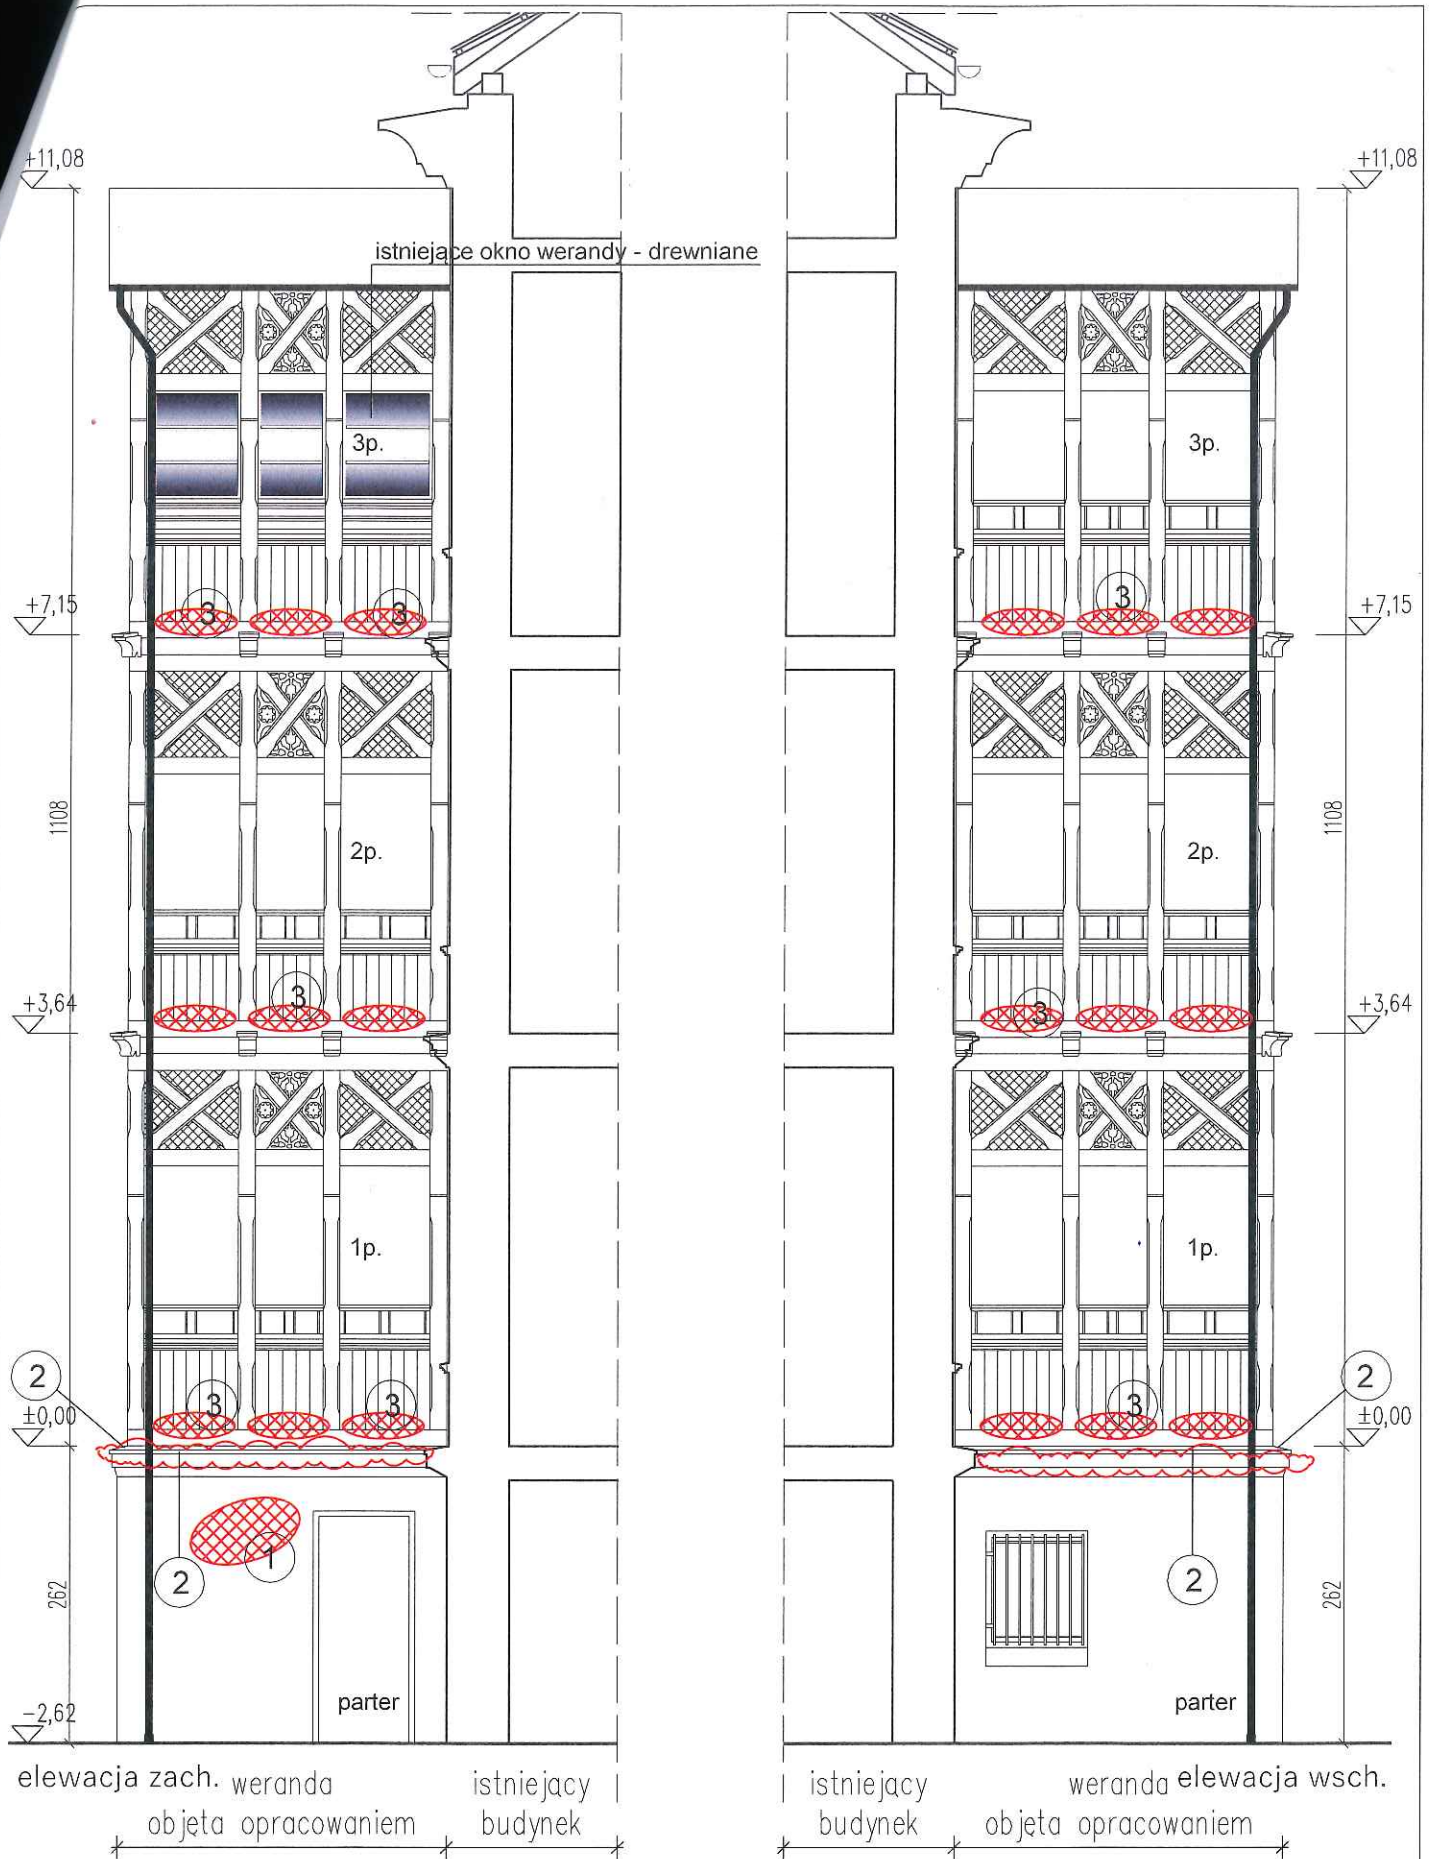 +11,08
+11,08
istniejące okno werandy - drewniane
3p.
3p.
3
3
3
+7,15
+7,15
1108
1108
2p.
2p.
3
3
+3,64
+3,64
1p.
1p.
2
2
3
3
3
±0,00
±0,00
1
2
2
262
262
parter
parter
−2,62
elewacja zach.
weranda
objęta opracowaniem
istniejący
budynek
istniejący
budynek
weranda
objęta opracowaniem
elewacja wsch.